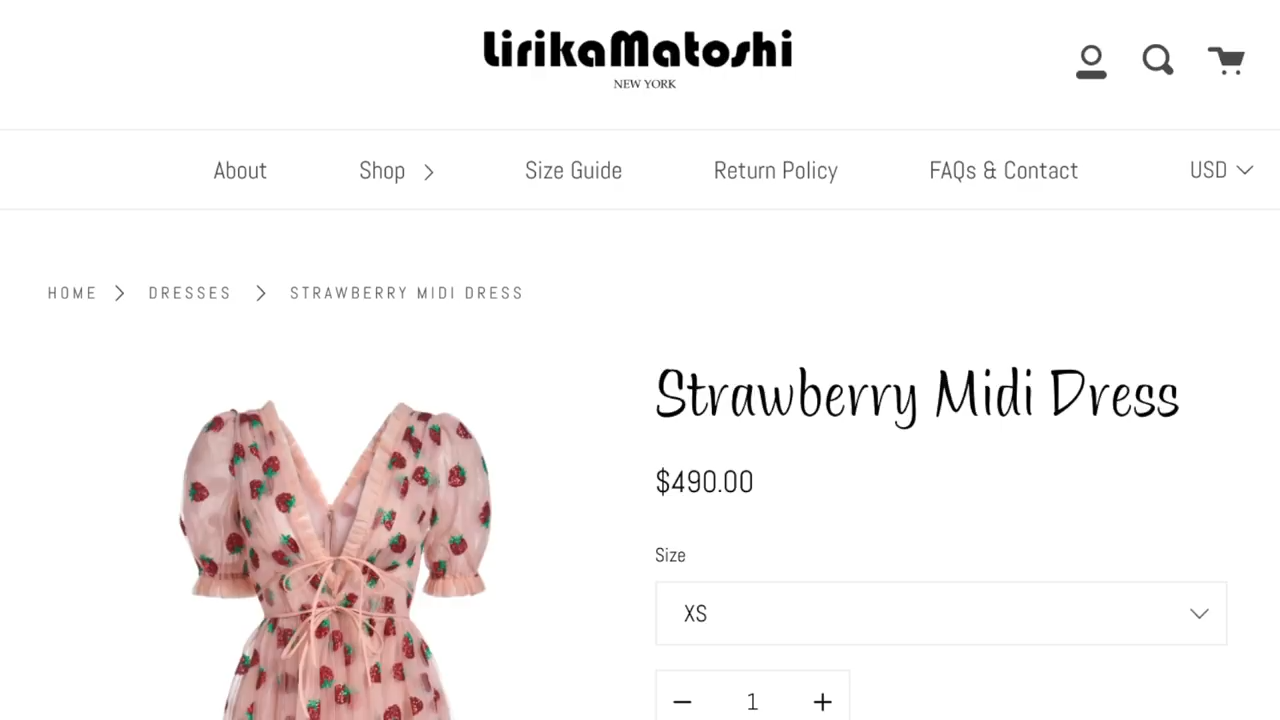 LirikaMatoshi
NEW YORK
About Shop Size Guide Return Policy FAQs & Contact USD
HOME DRESSES STRAWBERRY MIDI DRESS
Strawberry Midi Dress
$490.00
Size
XS
1